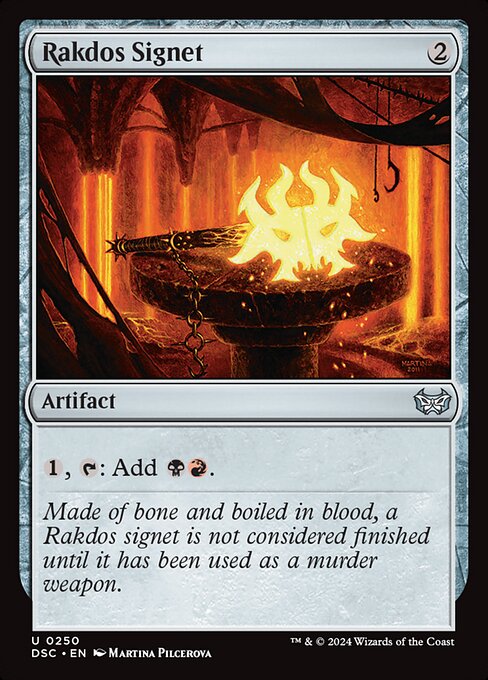 Rakdos Signet 2
MARTINA
2011
Artifact
1, : Add .
Made of bone and boiled in blood, a
Rakdos signet is not considered finished
until it has been used as a murder
weapon.
U 0250
DSC • EN Martina Pilcerova
™ & © 2024 Wizards of the Coast